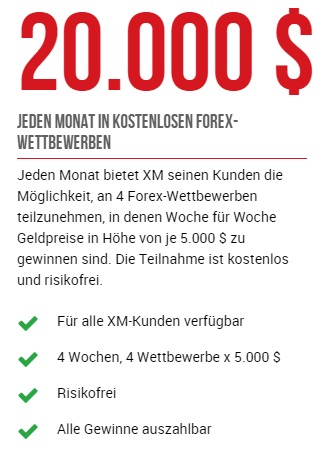 20.000 $
JEDEN MONAT IN KOSTENLOSEN FOREX-
WETTBEWERBEN
Jeden Monat bietet XM seinen Kunden die
Möglichkeit, an 4 Forex-Wettbewerben
teilzunehmen, in denen Woche für Woche
Geldpreise in Höhe von je 5.000 $ zu
gewinnen sind. Die Teilnahme ist kostenlos
und risikofrei.
Für alle XM-Kunden verfügbar
4 Wochen, 4 Wettbewerbe x 5.000 $
Risikofrei
Alle Gewinne auszahlbar